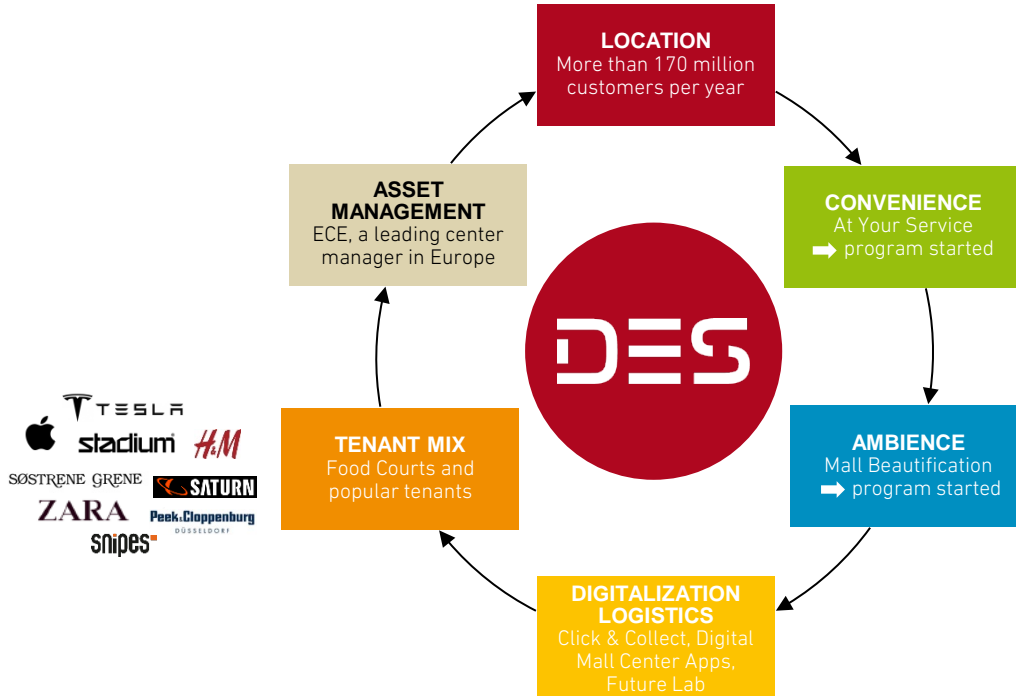 LOCATION
More than 170 million
customers per year
CONVENIENCE
At Your Service
program started
AMBIENCE
Mall Beautification
program started
DIGITALIZATION
LOGISTICS
Click & Collect, Digital
Mall Center Apps,
Future Lab
TENANT MIX
Food Courts and
popular tenants
ASSET
MANAGEMENT
ECE, a leading center
manager in Europe
DES
TESLA
stadium H&M
SØSTRENE GRENE SATURN
ZARA Peek&Cloppenburg
DÜSSELDORF
snipes